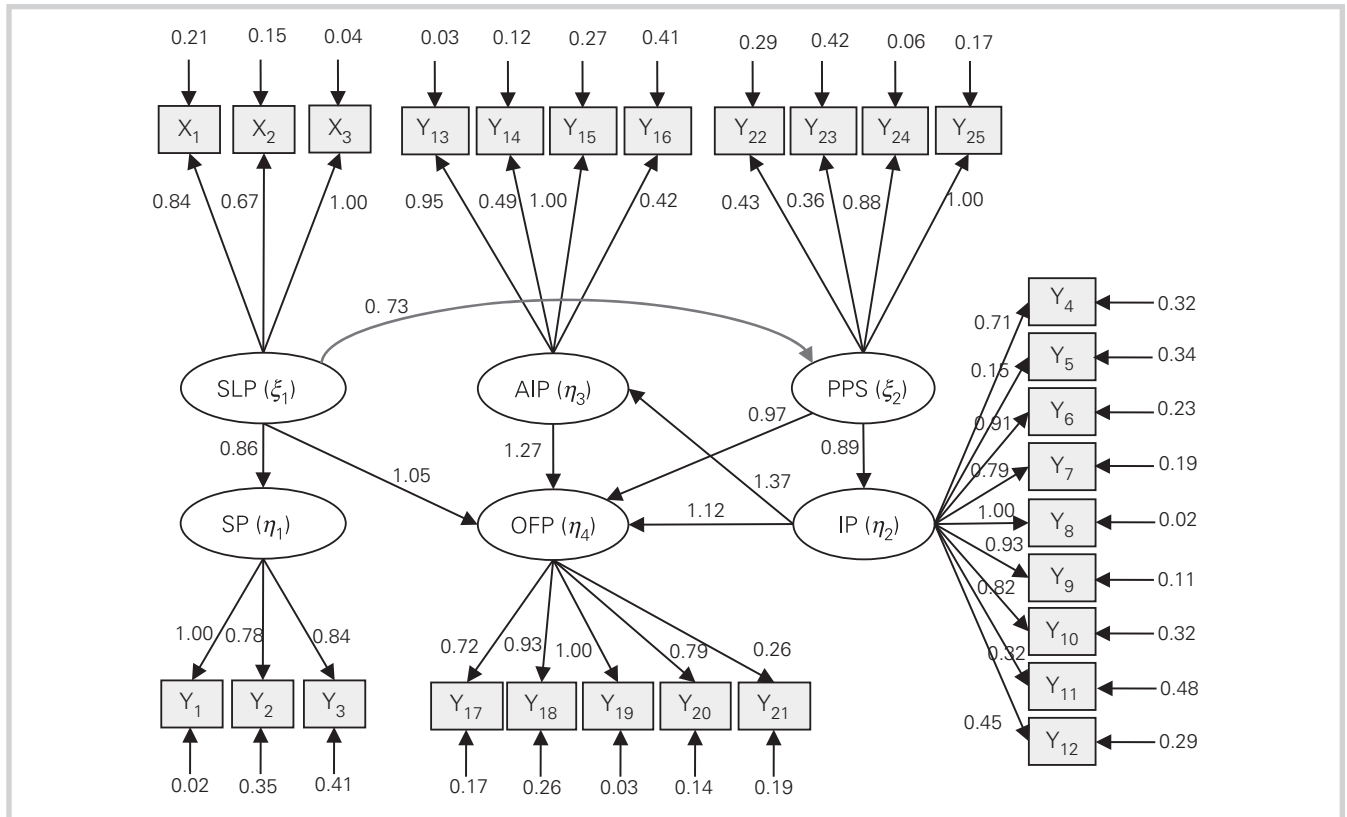 0.21 0.15 0.04 0.03 0.12 0.27 0.41 0.29 0.42 0.06 0.17
X₁ X₂ X₃ Y₁₃ Y₁₄ Y₁₅ Y₁₆ Y₂₂ Y₂₃ Y₂₄ Y₂₅
0.84 0.67 1.00 0.95 0.49 1.00 0.42 0.43 0.36 0.88 1.00
0. 73
SLP (ξ₁) AIP (η₃) PPS (ξ₂)
0.86 1.05 1.27 0.97 0.89 1.37
SP (η₁) OFP (η₄) 1.12 IP (η₂)
0.71 Y₄ 0.32
0.15 Y₅ 0.34
0.91 Y₆ 0.23
0.79 Y₇ 0.19
1.00 Y₈ 0.02
0.93 Y₉ 0.11
0.82 Y₁₀ 0.32
0.32 Y₁₁ 0.48
0.45 Y₁₂ 0.29
1.00 0.78 0.84 0.72 0.93 1.00 0.79 0.26
Y₁ Y₂ Y₃ Y₁₇ Y₁₈ Y₁₉ Y₂₀ Y₂₁
0.02 0.35 0.41 0.17 0.26 0.03 0.14 0.19